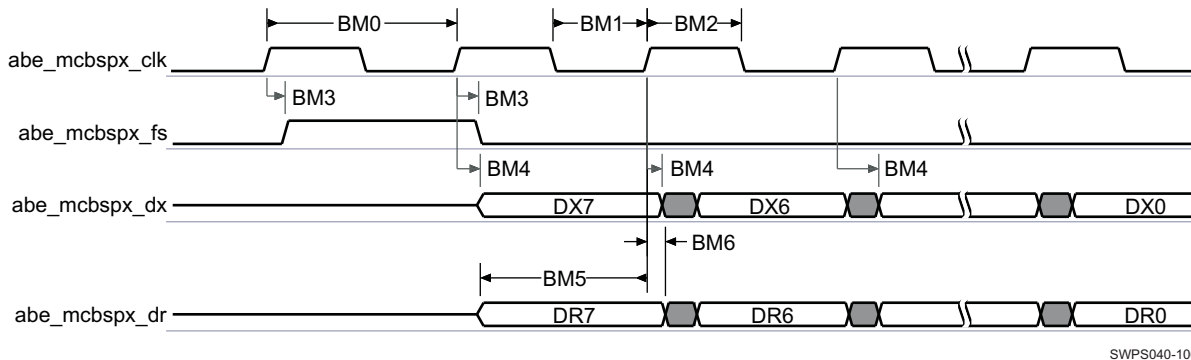 BM0 BM1 BM2
abe_mcbspx_clk
BM3 BM3
abe_mcbspx_fs
BM4 BM4 BM4
abe_mcbspx_dx DX7 DX6 DX0
BM6
BM5
abe_mcbspx_dr DR7 DR6 DR0
SWPS040-10